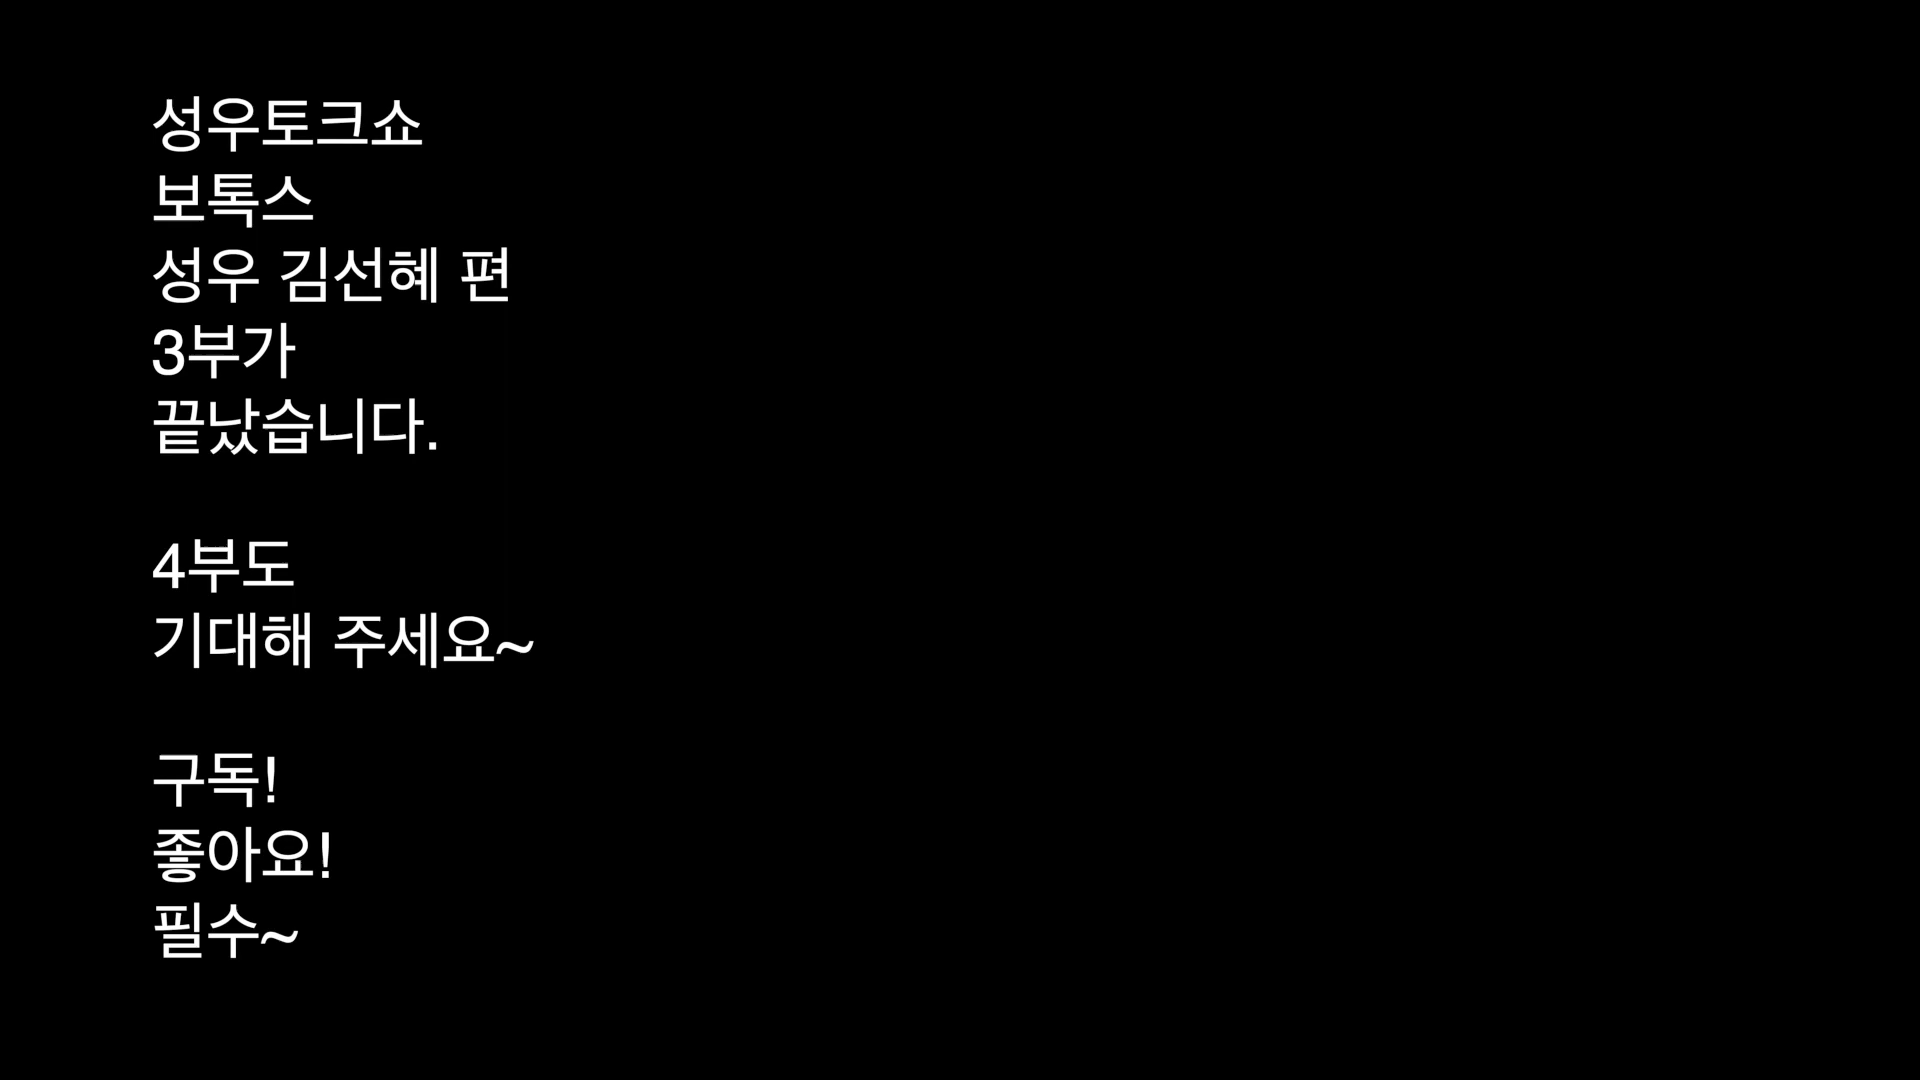 성우토크쇼
보톡스
성우 김선혜 편
3부가
끝났습니다.
4부도
기대해 주세요~
구독!
좋아요!
필수~